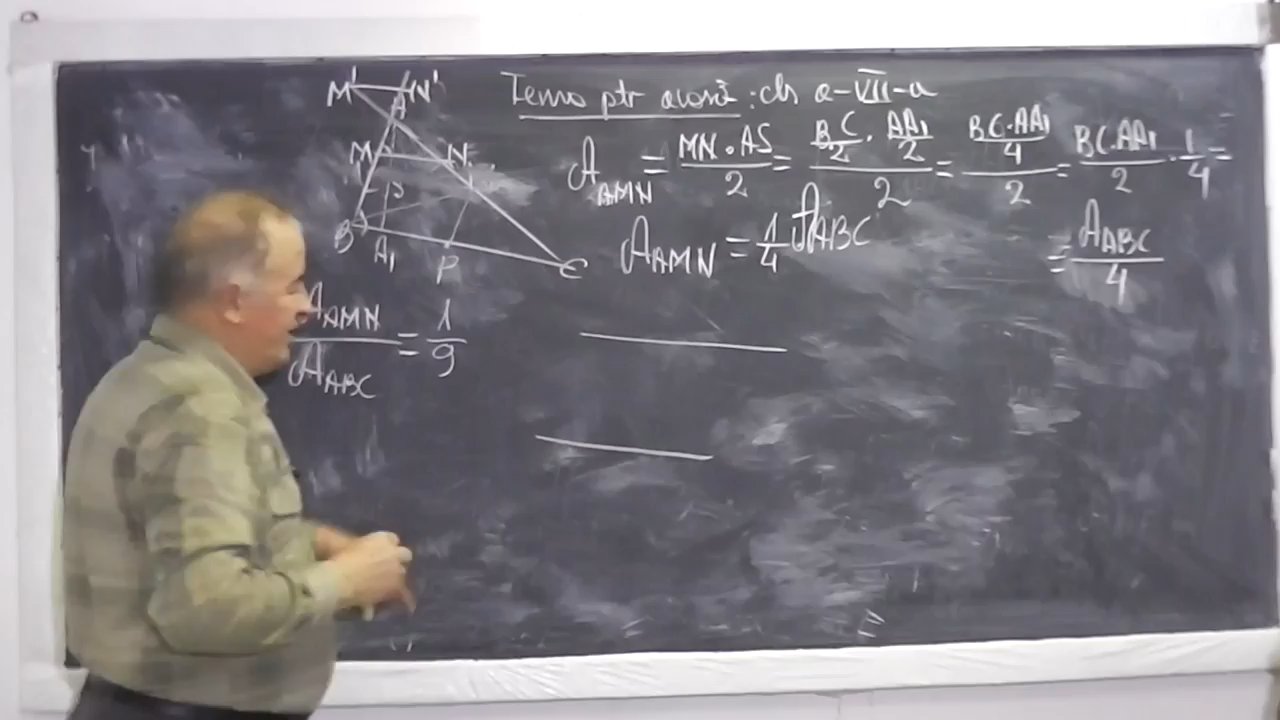 Tema ptr acasă: cls a-VII-a
M' N'
A
M N
S
B A₁ P C
A_AMN = (MN·AS)/2 = (BC/2 · AA₁/2)/2 = (BC·AA₁/4)/2 = (BC·AA₁)/2 · 1/4 =
A_AMN = 1/4 A_ABC
= A_ABC/4
A_AMN/A_ABC = 1/9